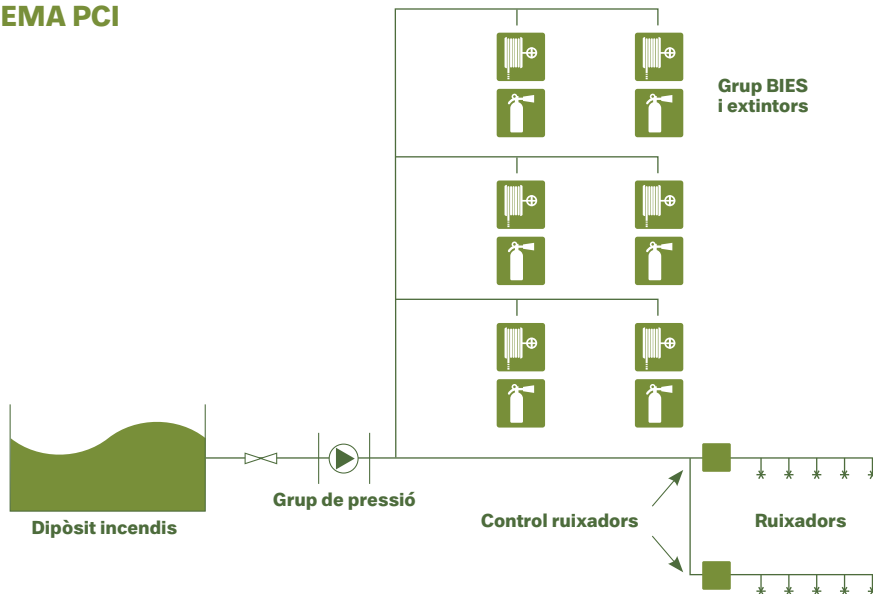 EMA PCI
Grup BIES
i extintors
Grup de pressió
Dipòsit incendis
Control ruixadors
Ruixadors